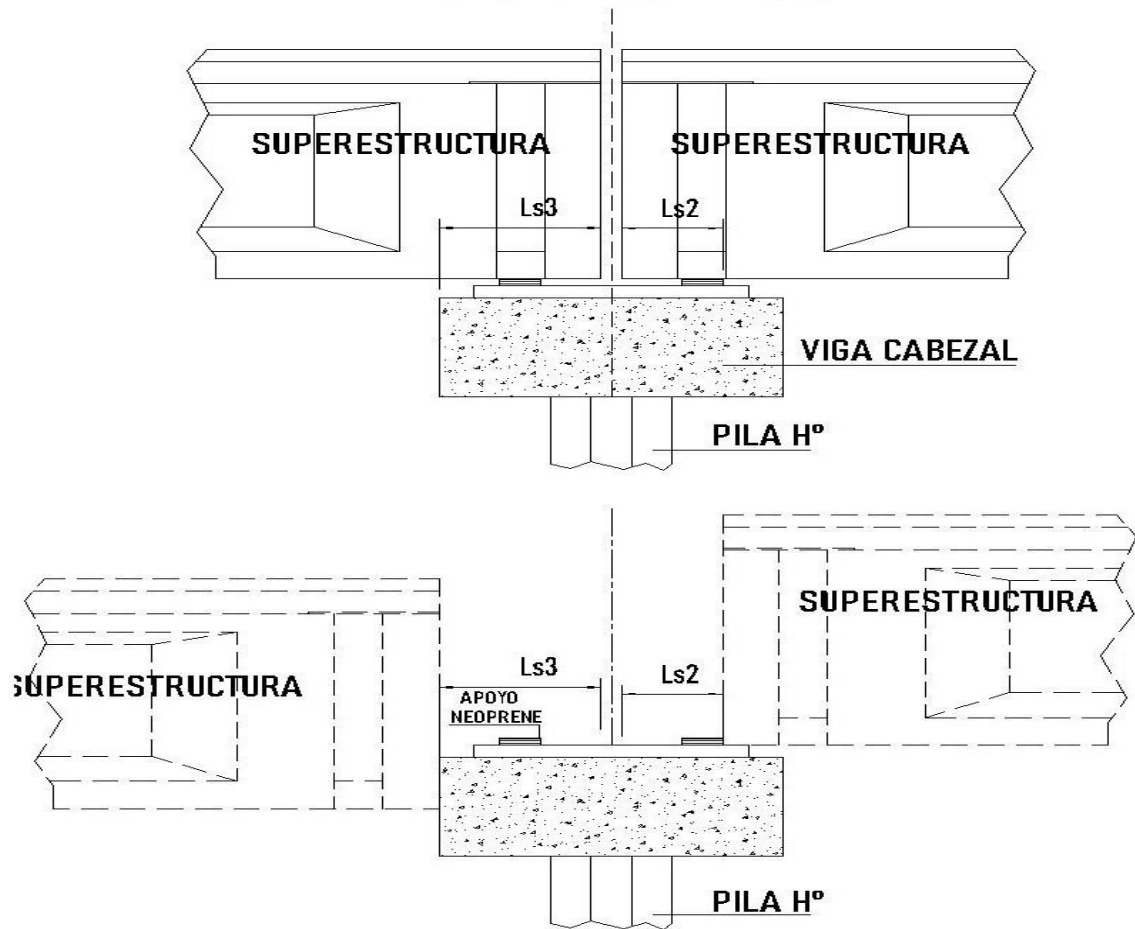 SUPERESTRUCTURA
SUPERESTRUCTURA
Ls3
Ls2
VIGA CABEZAL
PILA Hº
SUPERESTRUCTURA
SUPERESTRUCTURA
Ls3
Ls2
APOYO
NEOPRENE
PILA Hº